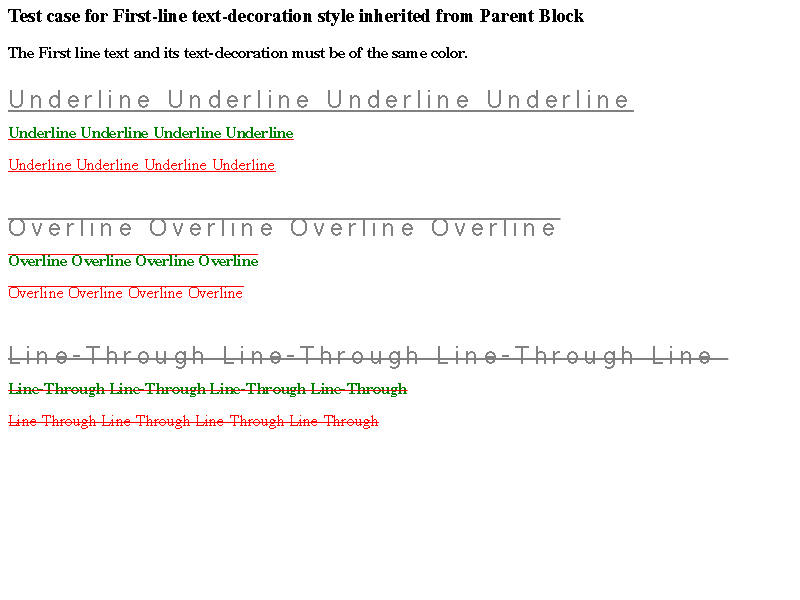 Test case for First-line text-decoration style inherited from Parent Block
The First line text and its text-decoration must be of the same color.
Underline Underline Underline Underline
Underline Underline Underline Underline
Underline Underline Underline Underline
Overline Overline Overline Overline
Overline Overline Overline Overline
Overline Overline Overline Overline
Line-Through Line-Through Line-Through Line-
Line-Through Line-Through Line-Through Line-Through
Line-Through Line-Through Line-Through Line-Through